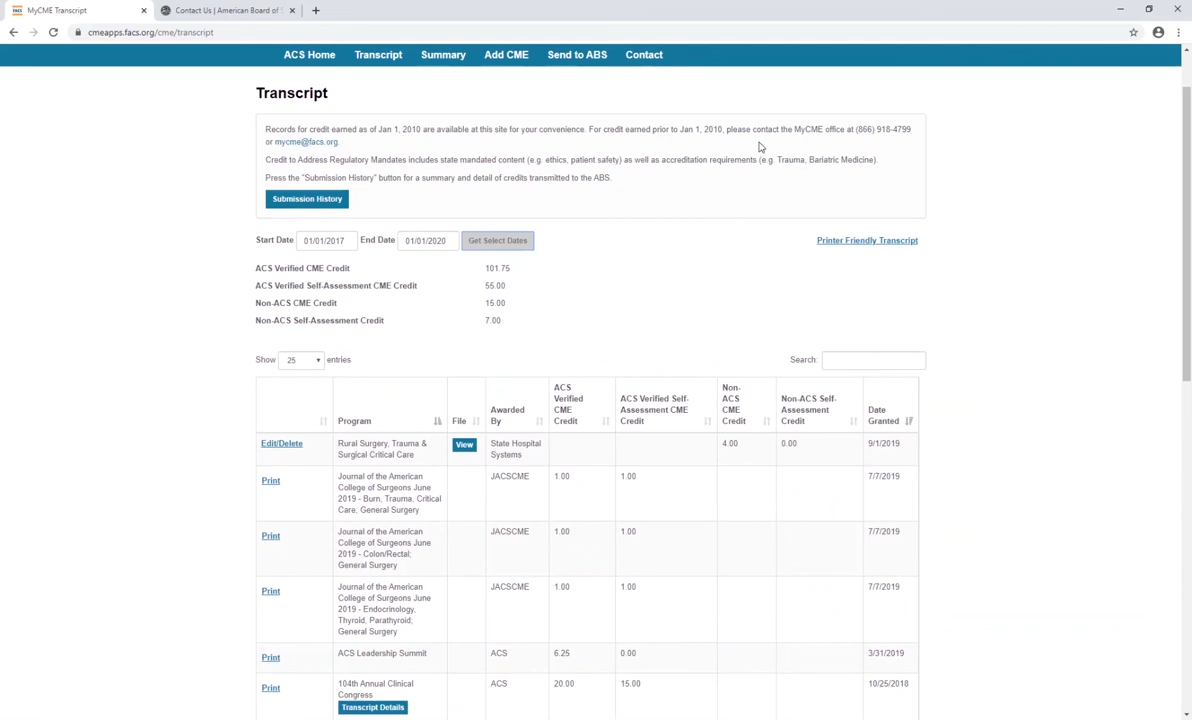 MyCME Transcript
Contact Us | American Board of S
cmeapps.facs.org/cme/transcript
ACS Home Transcript Summary Add CME Send to ABS Contact
Transcript
Records for credit earned as of Jan 1, 2010 are available at this site for your convenience. For credit earned prior to Jan 1, 2010, please contact the MyCME office at (866) 918-4799
or mycme@facs.org.
Credit to Address Regulatory Mandates includes state mandated content (e.g. ethics, patient safety) as well as accreditation requirements (e.g. Trauma, Bariatric Medicine).
Press the "Submission History" button for a summary and detail of credits transmitted to the ABS.
Submission History
Start Date 01/01/2017 End Date 01/01/2020 Get Select Dates Printer Friendly Transcript
ACS Verified CME Credit 101.75
ACS Verified Self-Assessment CME Credit 55.00
Non-ACS CME Credit 15.00
Non-ACS Self-Assessment Credit 7.00
Show 25 entries Search:
Program
File
Awarded
By
ACS
Verified
CME
Credit
ACS Verified Self-
Assessment CME
Credit
Non-
ACS
CME
Credit
Non-ACS Self-
Assessment
Credit
Date
Granted
Edit/Delete
Rural Surgery, Trauma &
Surgical Critical Care
View
State Hospital
Systems
4.00
0.00
9/1/2019
Print
Journal of the American
College of Surgeons June
2019 - Burn, Trauma, Critical
Care; General Surgery
JACSCME
1.00
1.00
7/7/2019
Print
Journal of the American
College of Surgeons June
2019 - Colon/Rectal;
General Surgery
JACSCME
1.00
1.00
7/7/2019
Print
Journal of the American
College of Surgeons June
2019 - Endocrinology,
Thyroid, Parathyroid;
General Surgery
JACSCME
1.00
1.00
7/7/2019
Print
ACS Leadership Summit
ACS
6.25
0.00
3/31/2019
Print
104th Annual Clinical
Congress
Transcript Details
ACS
20.00
15.00
10/25/2018